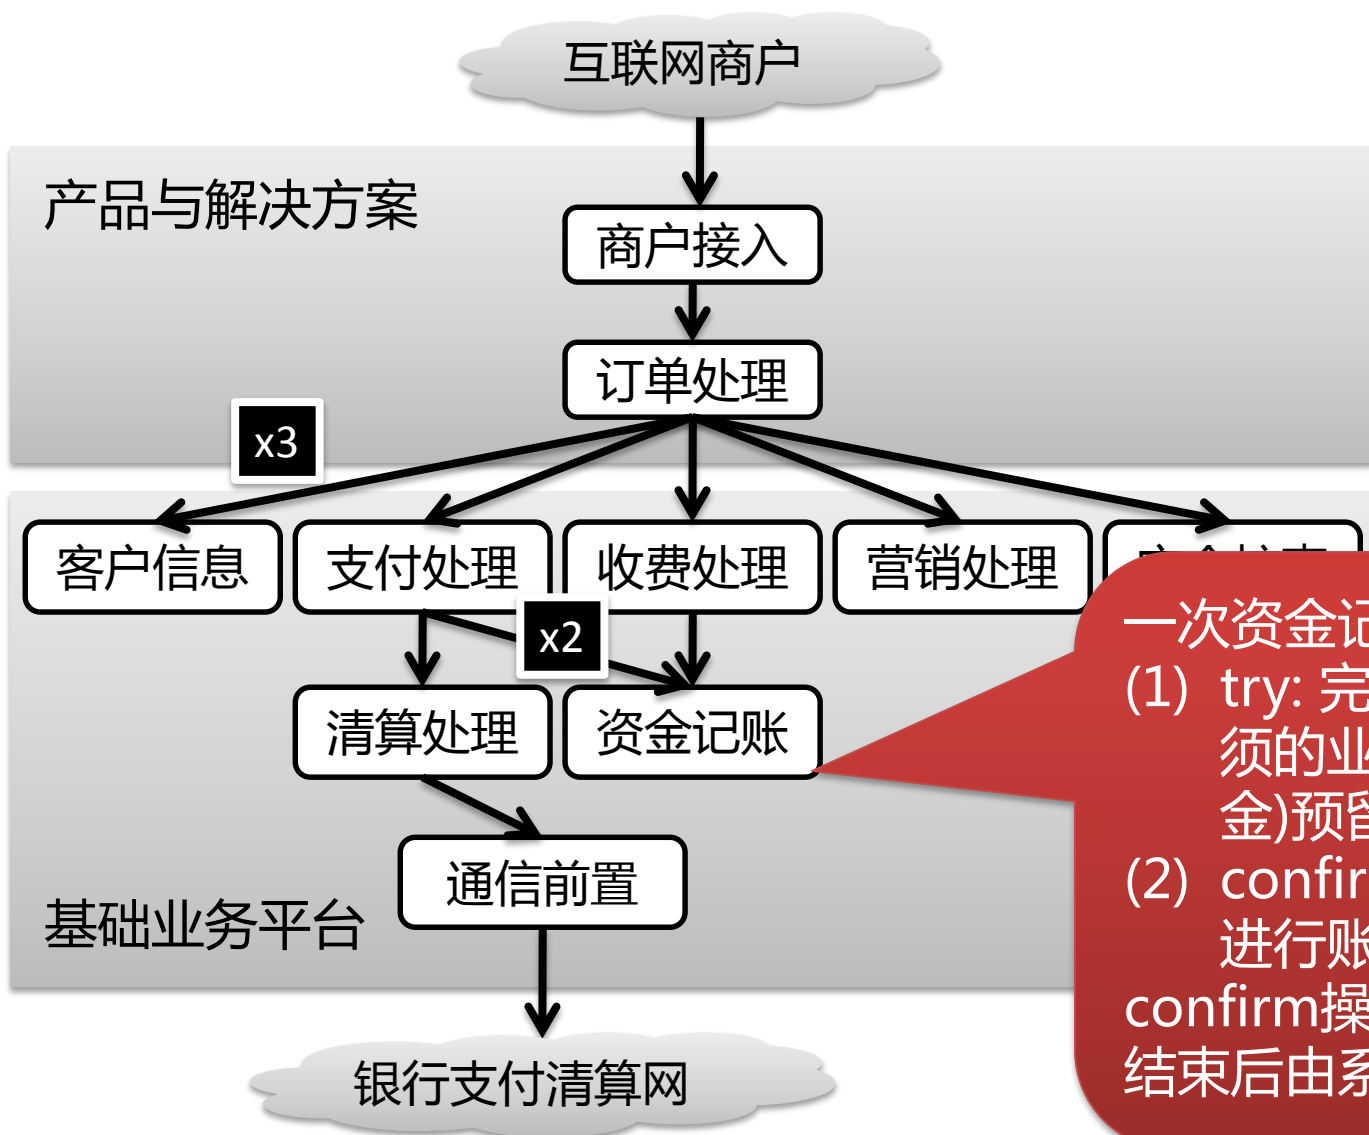 互联网商户
产品与解决方案
商户接入
订单处理
x3
客户信息
支付处理
收费处理
营销处理
x2
清算处理
资金记账
通信前置
基础业务平台
银行支付清算网
一次资金记
(1) try: 完
须的业
金)预留
(2) confir
进行账
confirm操
结束后由系